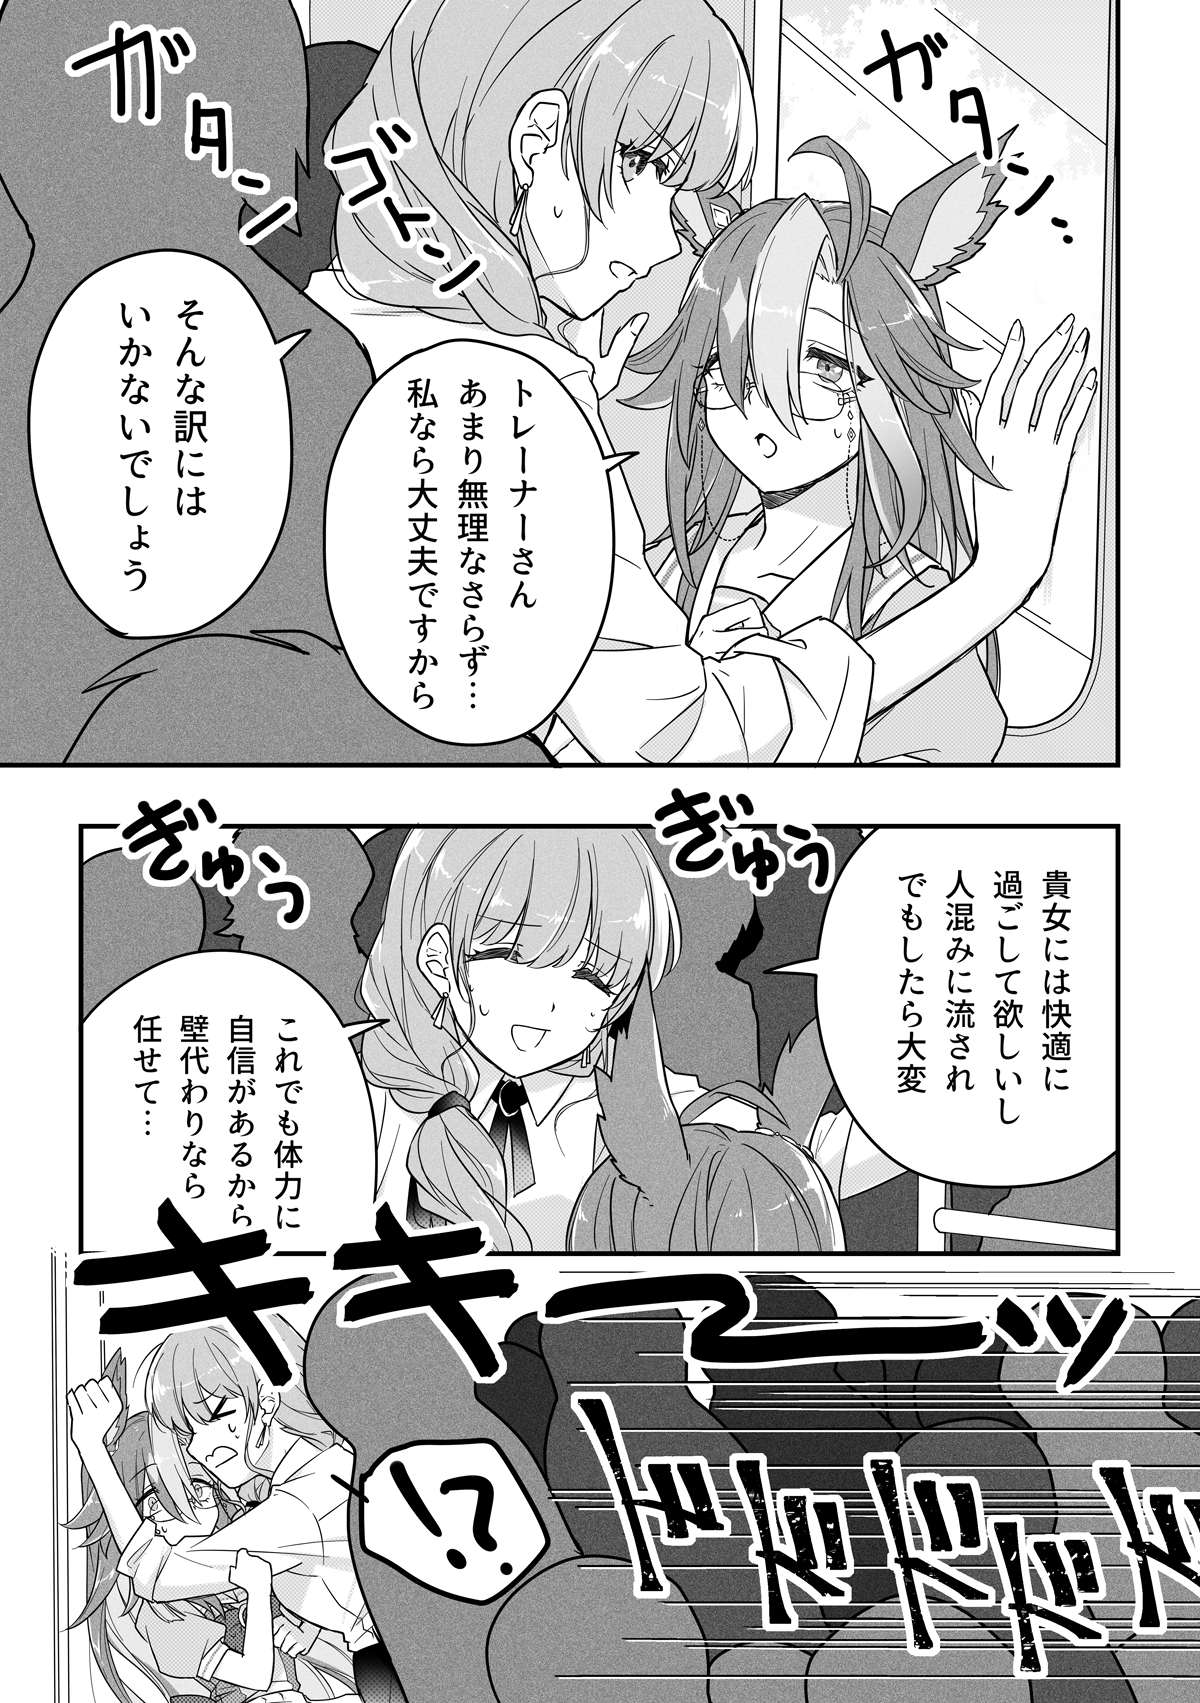 ガタン
ゴトン
ガタン
トレーナーさん
あまり無理なさらず…
私なら大丈夫ですから
そんな訳には
いかないでしょう
ぎゅうっ
ぎゅうっ
貴女には快適に
過ごして欲しいし
人混みに流され
でもしたら大変
これでも体力に
自信があるから
壁代わりなら
任せて…
キキーーッ
ドドドドド
!?